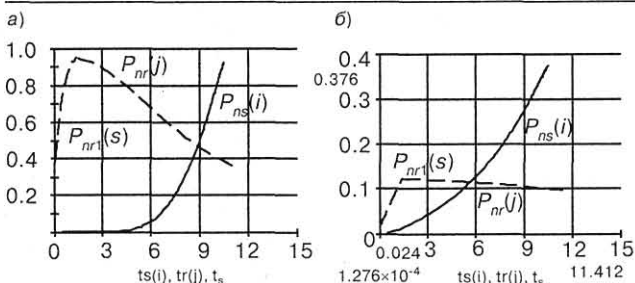 а)
1.0
0.8
0.6
0.4
0.2
P_nr(j)
P_ns(i)
P_nr1(s)
0 3 6 9 12 15
ts(i), tr(j), t_s
б)
0.4
0.376
0.3
0.2
0.1
0
P_ns(i)
P_nr1(s)
P_nr(j)
0.024 3 6 9 12 15
1.276×10⁻⁴ ts(i), tr(j), t_s 11.412